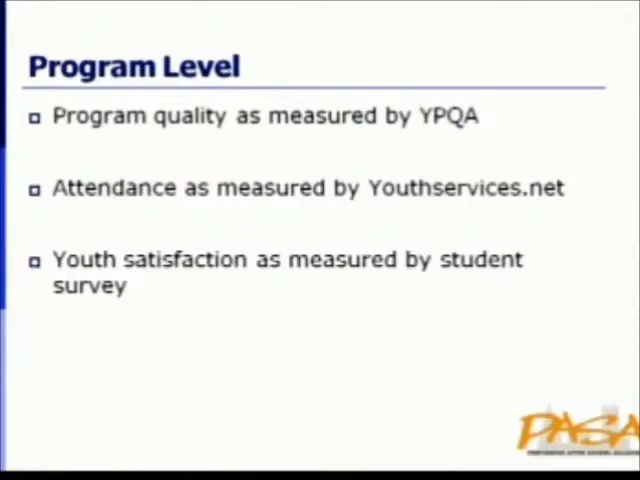 Program Level
Program quality as measured by YPQA
Attendance as measured by Youthservices.net
Youth satisfaction as measured by student
survey
PASA